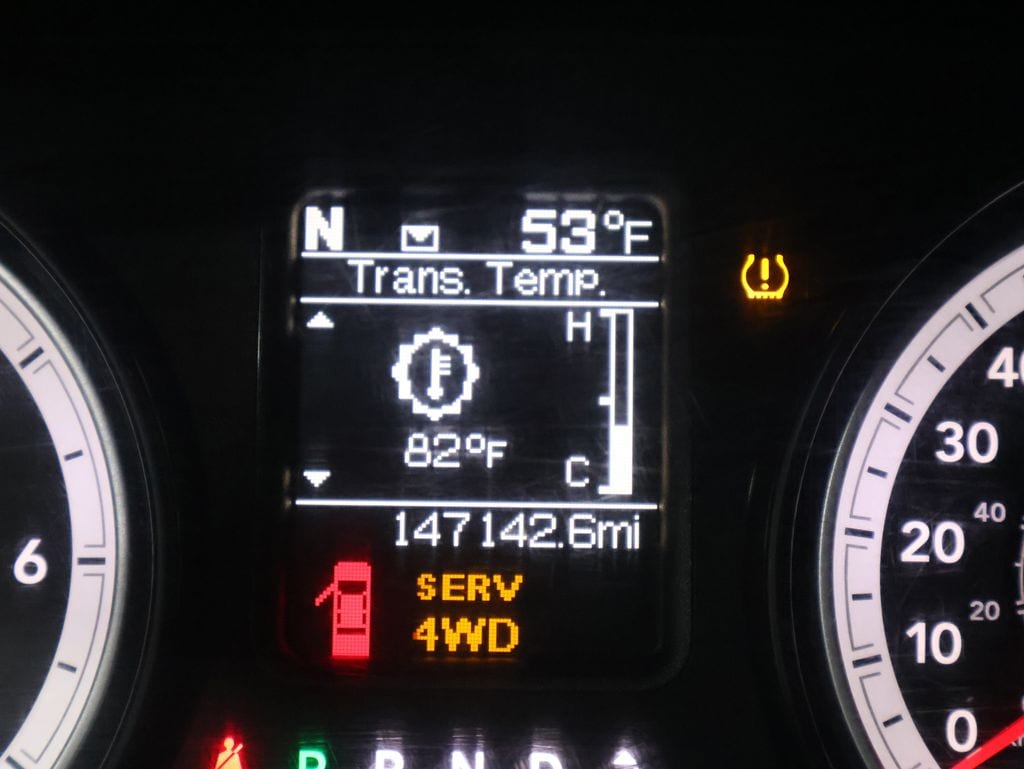 N 53°F
Trans. Temp.
H
82°F
C
147142.6mi
SERV
4WD
P R N D
6
40
30
20
10
0
40
20